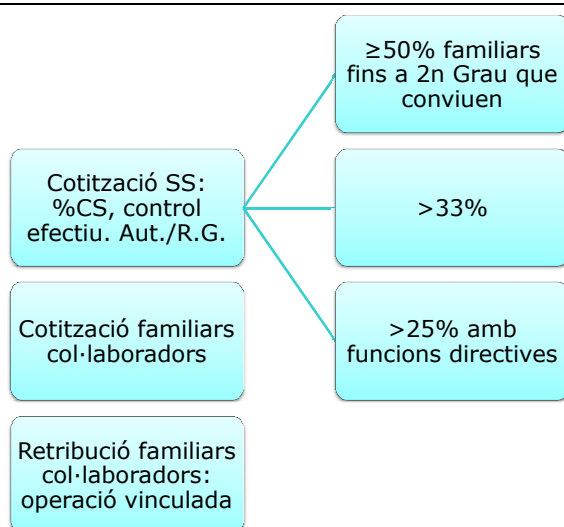 ≥50% familiars
fins a 2n Grau que
conviuen
Cotització SS:
%CS, control
efectiu. Aut./R.G.
>33%
Cotització familiars
col·laboradors
>25% amb
funcions directives
Retribució familiars
col·laboradors:
operació vinculada